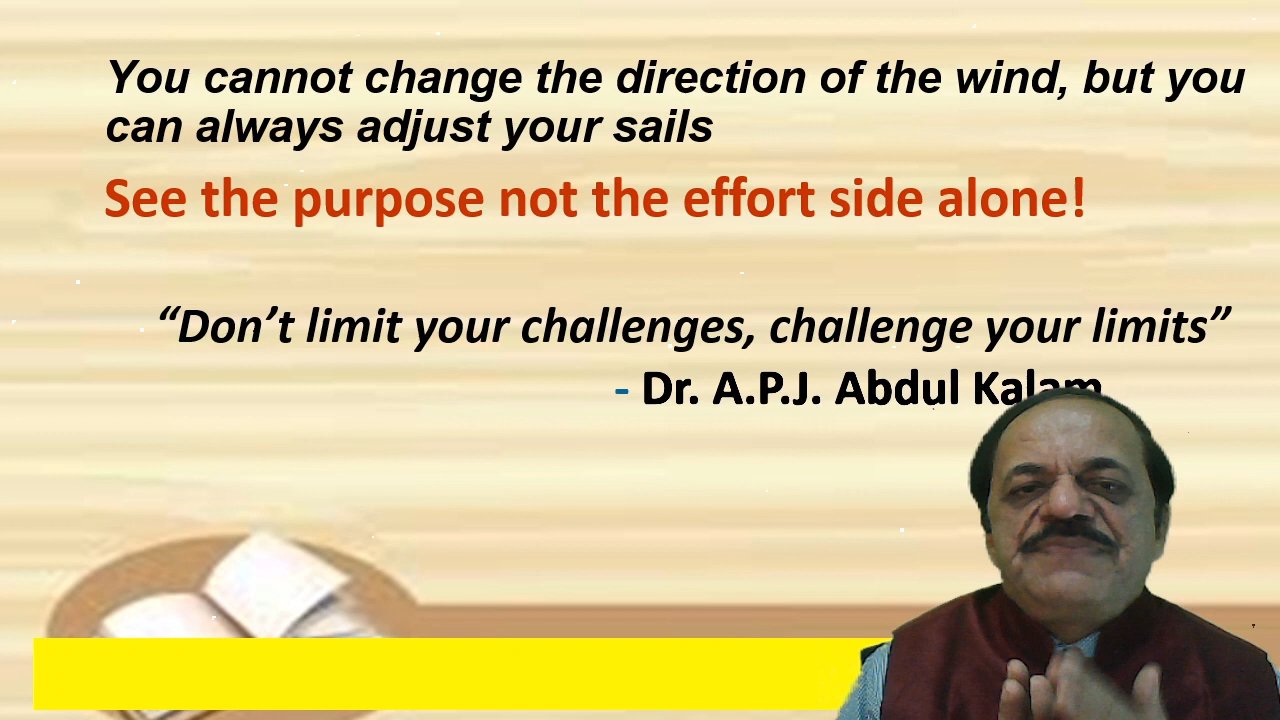 You cannot change the direction of the wind, but you
can always adjust your sails
See the purpose not the effort side alone!
“Don’t limit your challenges, challenge your limits”
- Dr. A.P.J. Abdul Kalam